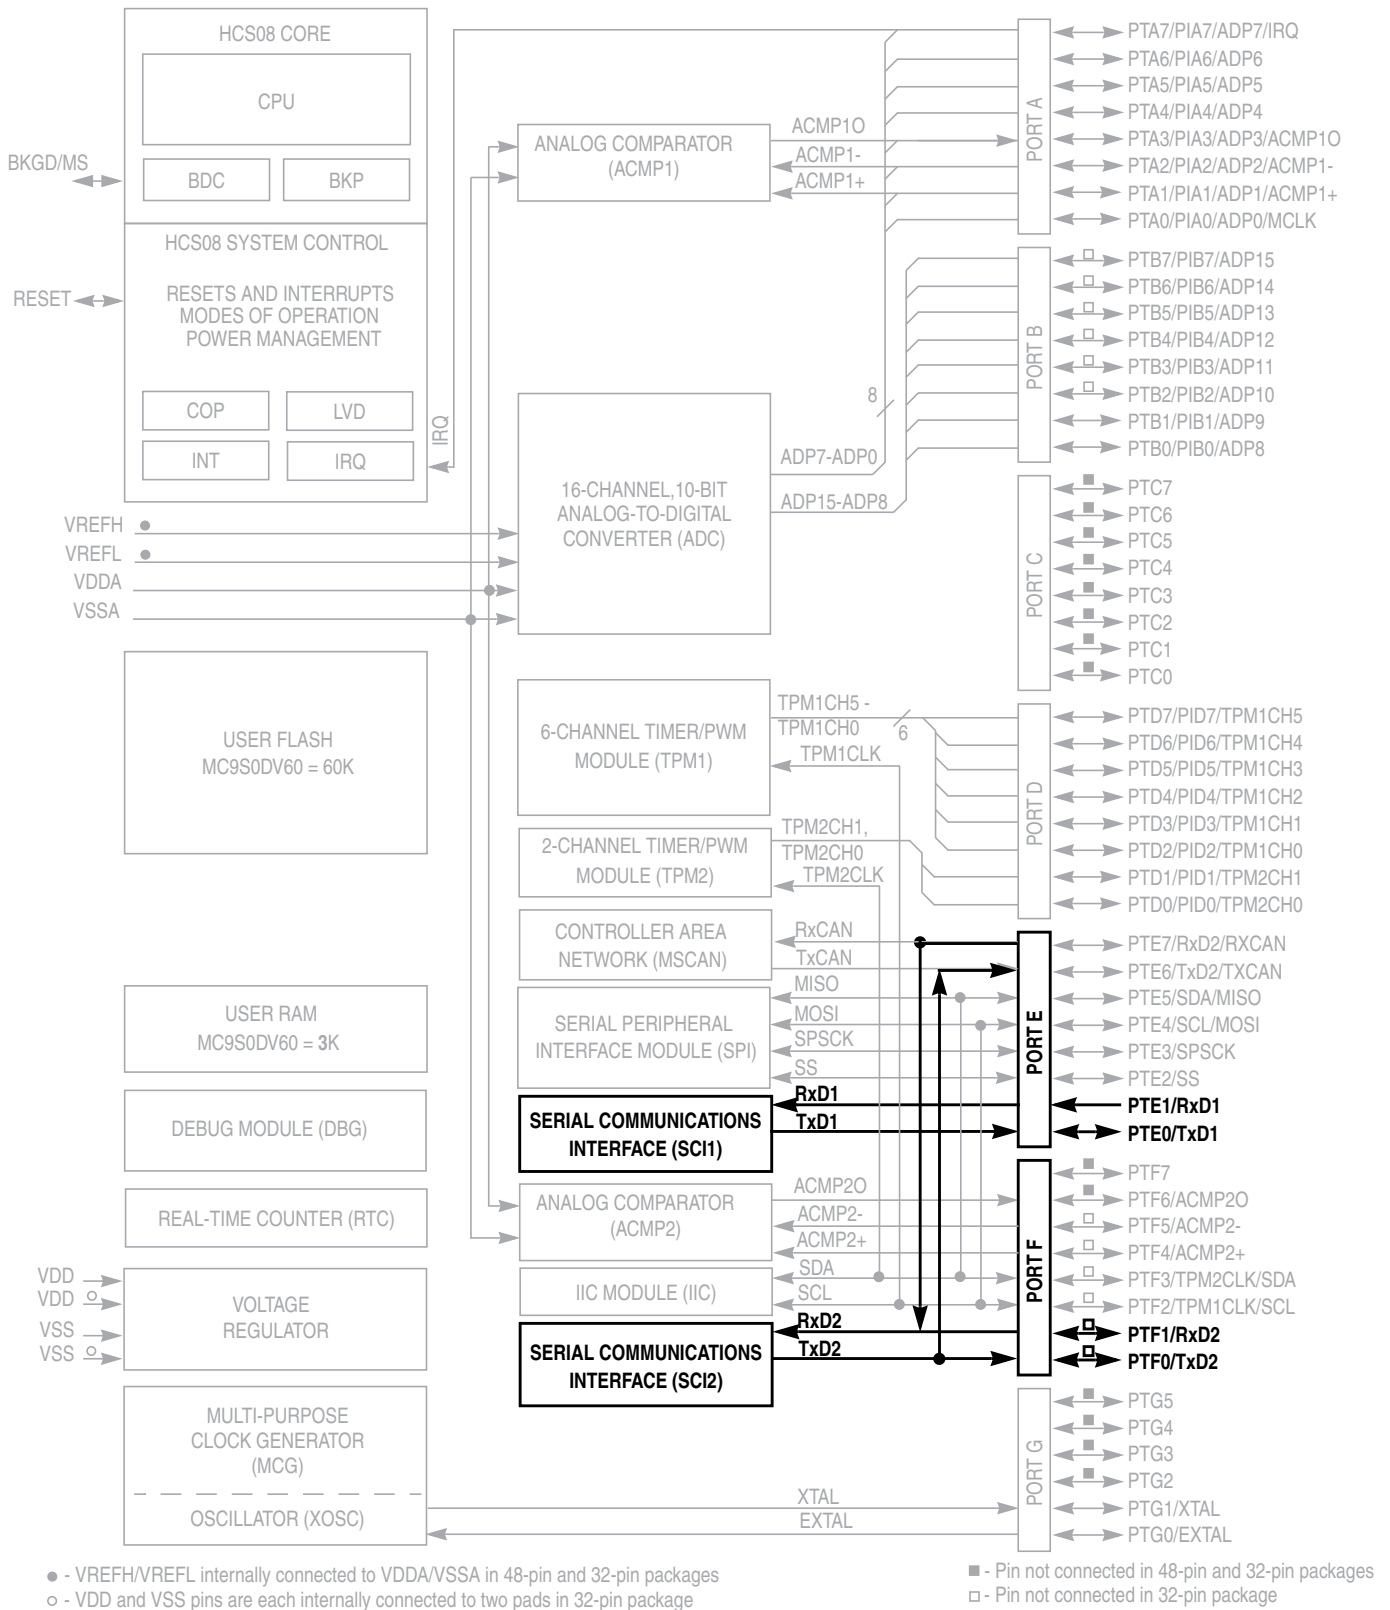 HCS08 CORE
CPU
BDC
BKP
BKGD/MS
HCS08 SYSTEM CONTROL
RESETS AND INTERRUPTS
MODES OF OPERATION
POWER MANAGEMENT
RESET
COP
LVD
INT
IRQ
IRQ
VREFH
VREFL
VDDA
VSSA
USER FLASH
MC9S0DV60 = 60K
USER RAM
MC9S0DV60 = 3K
DEBUG MODULE (DBG)
REAL-TIME COUNTER (RTC)
VDD
VDD
VSS
VSS
VOLTAGE
REGULATOR
MULTI-PURPOSE
CLOCK GENERATOR
(MCG)
OSCILLATOR (XOSC)
ANALOG COMPARATOR
(ACMP1)
ACMP1O
ACMP1-
ACMP1+
16-CHANNEL,10-BIT
ANALOG-TO-DIGITAL
CONVERTER (ADC)
8
ADP7-ADP0
ADP15-ADP8
6-CHANNEL TIMER/PWM
MODULE (TPM1)
TPM1CH5 -
TPM1CH0
6
TPM1CLK
2-CHANNEL TIMER/PWM
MODULE (TPM2)
TPM2CH1,
TPM2CH0
TPM2CLK
CONTROLLER AREA
NETWORK (MSCAN)
RxCAN
TxCAN
SERIAL PERIPHERAL
INTERFACE MODULE (SPI)
MISO
MOSI
SPSCK
SS
SERIAL COMMUNICATIONS
INTERFACE (SCI1)
RxD1
TxD1
ANALOG COMPARATOR
(ACMP2)
ACMP2O
ACMP2-
ACMP2+
IIC MODULE (IIC)
SDA
SCL
SERIAL COMMUNICATIONS
INTERFACE (SCI2)
RxD2
TxD2
XTAL
EXTAL
PORT A
PTA7/PIA7/ADP7/IRQ
PTA6/PIA6/ADP6
PTA5/PIA5/ADP5
PTA4/PIA4/ADP4
PTA3/PIA3/ADP3/ACMP1O
PTA2/PIA2/ADP2/ACMP1-
PTA1/PIA1/ADP1/ACMP1+
PTA0/PIA0/ADP0/MCLK
PORT B
PTB7/PIB7/ADP15
PTB6/PIB6/ADP14
PTB5/PIB5/ADP13
PTB4/PIB4/ADP12
PTB3/PIB3/ADP11
PTB2/PIB2/ADP10
PTB1/PIB1/ADP9
PTB0/PIB0/ADP8
PORT C
PTC7
PTC6
PTC5
PTC4
PTC3
PTC2
PTC1
PTC0
PORT D
PTD7/PID7/TPM1CH5
PTD6/PID6/TPM1CH4
PTD5/PID5/TPM1CH3
PTD4/PID4/TPM1CH2
PTD3/PID3/TPM1CH1
PTD2/PID2/TPM1CH0
PTD1/PID1/TPM2CH1
PTD0/PID0/TPM2CH0
PORT E
PTE7/RxD2/RXCAN
PTE6/TxD2/TXCAN
PTE5/SDA/MISO
PTE4/SCL/MOSI
PTE3/SPSCK
PTE2/SS
PTE1/RxD1
PTE0/TxD1
PORT F
PTF7
PTF6/ACMP2O
PTF5/ACMP2-
PTF4/ACMP2+
PTF3/TPM2CLK/SDA
PTF2/TPM1CLK/SCL
PTF1/RxD2
PTF0/TxD2
PORT G
PTG5
PTG4
PTG3
PTG2
PTG1/XTAL
PTG0/EXTAL
● - VREFH/VREFL internally connected to VDDA/VSSA in 48-pin and 32-pin packages
○ - VDD and VSS pins are each internally connected to two pads in 32-pin package
■ - Pin not connected in 48-pin and 32-pin packages
□ - Pin not connected in 32-pin package